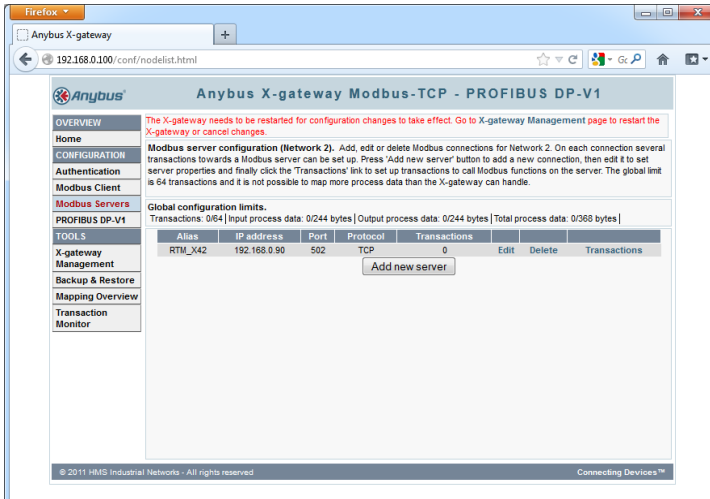 Firefox
Anybus X-gateway
+
192.168.0.100/conf/nodelist.html
Anybus®
Anybus X-gateway Modbus-TCP - PROFIBUS DP-V1
OVERVIEW
Home
CONFIGURATION
Authentication
Modbus Client
Modbus Servers
PROFIBUS DP-V1
TOOLS
X-gateway
Management
Backup & Restore
Mapping Overview
Transaction
Monitor
The X-gateway needs to be restarted for configuration changes to take effect. Go to X-gateway Management page to restart the
X-gateway or cancel changes.
Modbus server configuration (Network 2). Add, edit or delete Modbus connections for Network 2. On each connection several
transactions towards a Modbus server can be set up. Press 'Add new server' button to add a new connection, then edit it to set
server properties and finally click the 'Transactions' link to set up transactions to call Modbus functions on the server. The global limit
is 64 transactions and it is not possible to map more process data than the X-gateway can handle.
Global configuration limits.
Transactions: 0/64 | Input process data: 0/244 bytes | Output process data: 0/244 bytes | Total process data: 0/368 bytes |
Alias IP address Port Protocol Transactions
RTM_X42 192.168.0.90 502 TCP 0 Edit Delete Transactions
Add new server
© 2011 HMS Industrial Networks - All rights reserved
Connecting Devices™